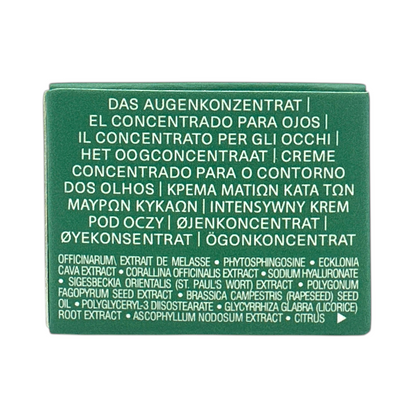 DAS AUGENKONZENTRAT |
EL CONCENTRADO PARA OJOS |
IL CONCENTRATO PER GLI OCCHI |
HET OOGCONCENTRAAT | CREME
CONCENTRADO PARA O CONTORNO
DOS OLHOS | ΚΡΕΜΑ ΜΑΤΙΩΝ ΚΑΤΑ ΤΩΝ
ΜΑΥΡΩΝ ΚΥΚΛΩΝ | INTENSYWNY KREM
POD OCZY | ØJENKONCENTRAT |
ØYEKONSENTRAT | ÖGONKONCENTRAT
OFFICINARUM\ EXTRAIT DE MELASSE • PHYTOSPHINGOSINE • ECKLONIA
CAVA EXTRACT • CORALLINA OFFICINALIS EXTRACT • SODIUM HYALURONATE
• SIGESBECKIA ORIENTALIS (ST. PAUL'S WORT) EXTRACT • POLYGONUM
FAGOPYRUM SEED EXTRACT • BRASSICA CAMPESTRIS (RAPESEED) SEED
OIL • POLYGLYCERYL-3 DIISOSTEARATE • GLYCYRRHIZA GLABRA (LICORICE)
ROOT EXTRACT • ASCOPHYLLUM NODOSUM EXTRACT • CITRUS